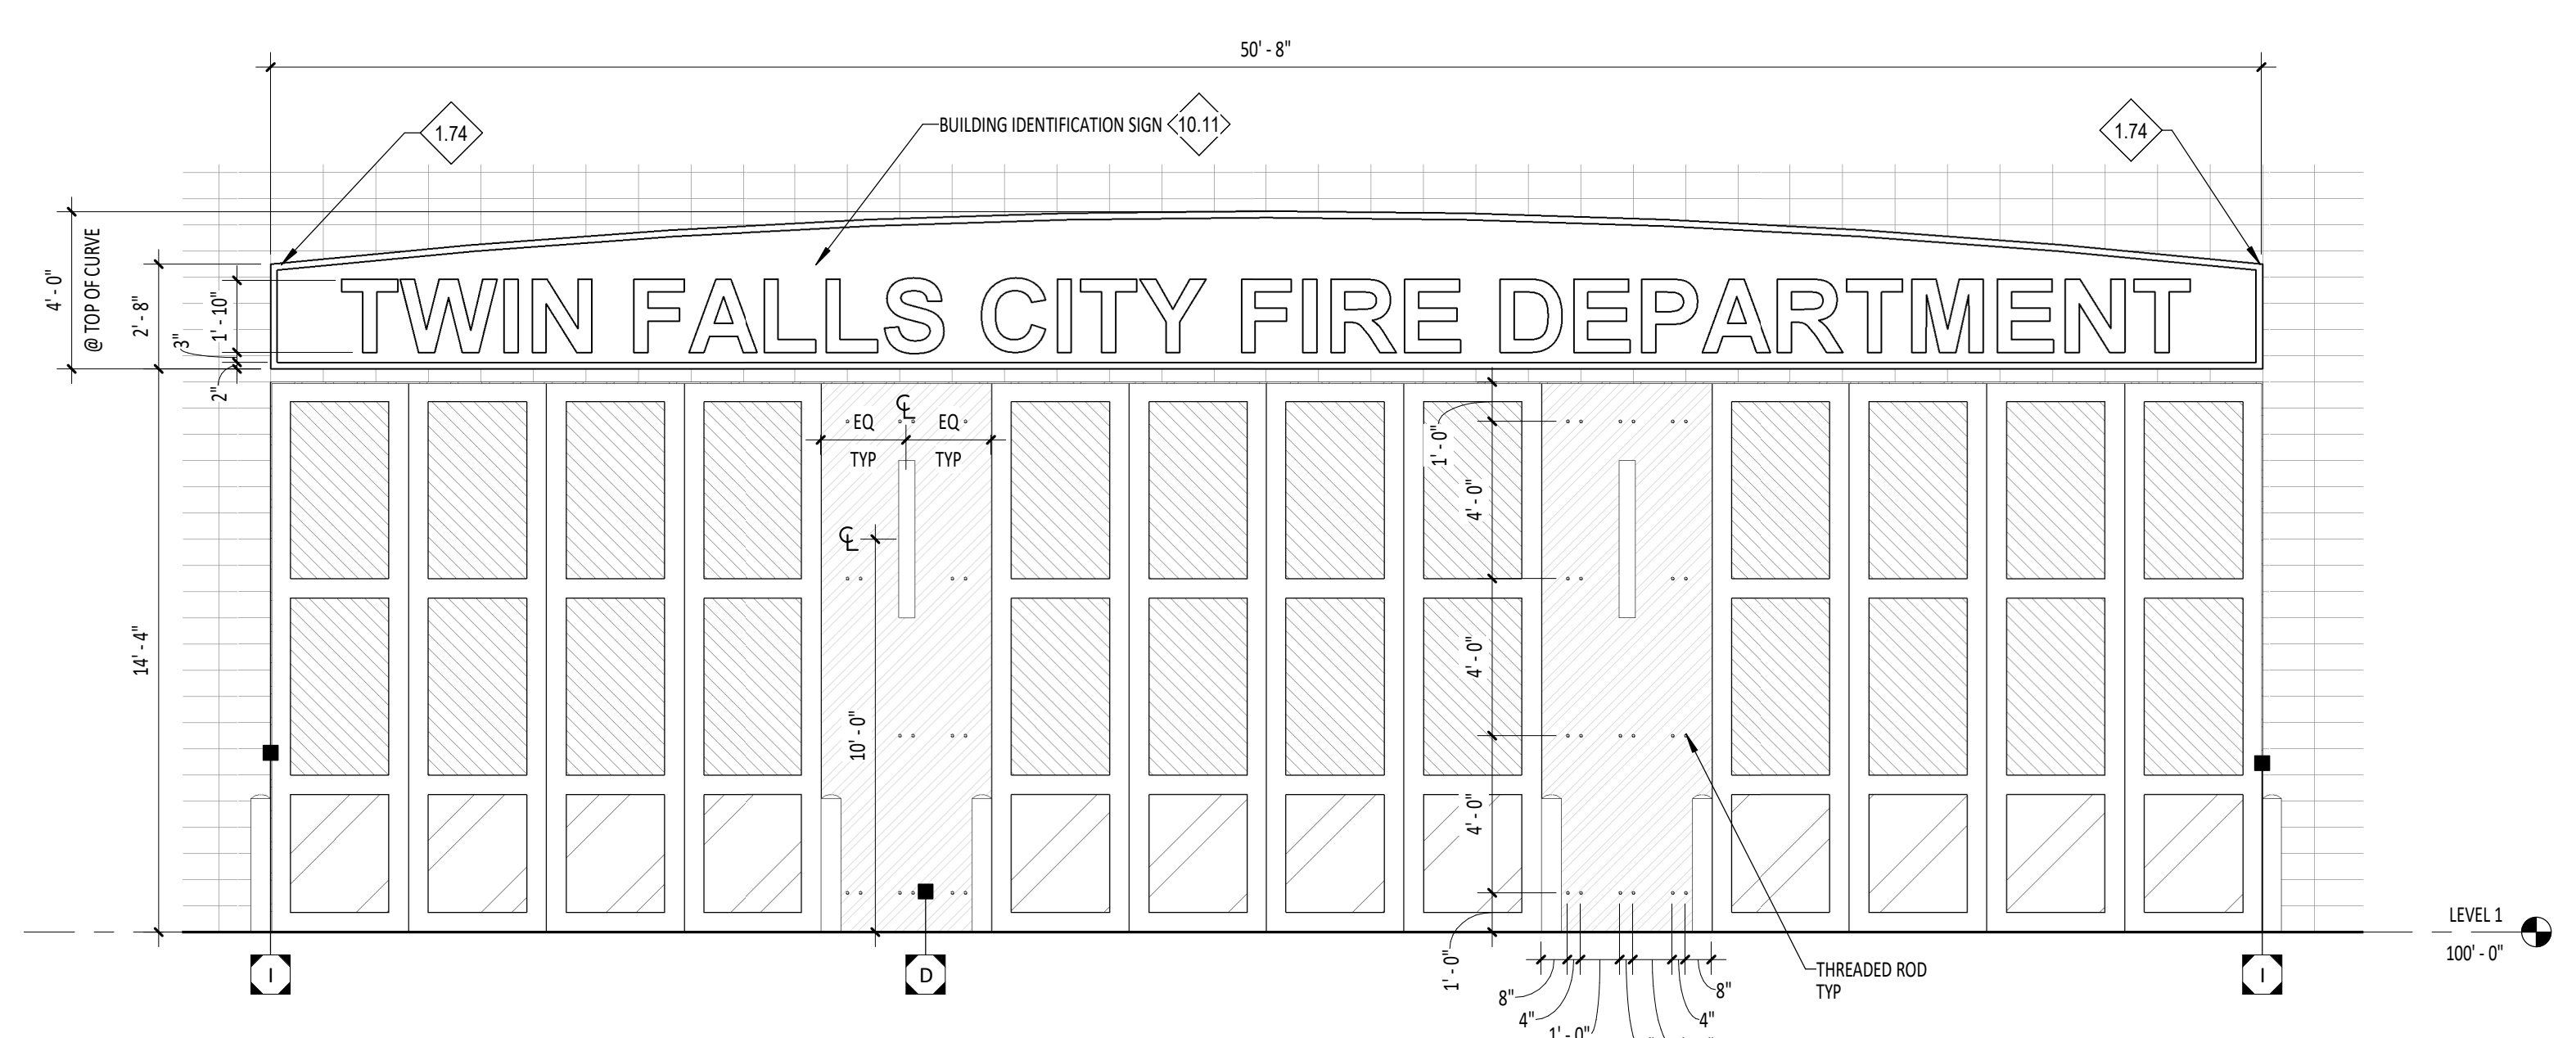 50' - 8"
1.74
BUILDING IDENTIFICATION SIGN 10.11
1.74
4' - 0"
@ TOP OF CURVE
2' - 8"
1' - 10"
3"
2"
TWIN FALLS CITY FIRE DEPARTMENT
CL
EQ EQ
TYP TYP
CL
1' - 0"
4' - 0"
14' - 4"
10' - 0"
4' - 0"
4' - 0"
LEVEL 1
100' - 0"
I
D
I
1' - 0"
THREADED ROD
TYP
8"
8"
4"
4"
1' - 0"